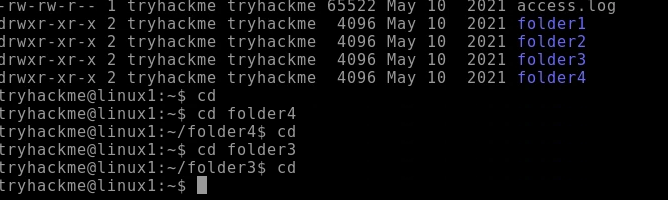 -rw-rw-r-- 1 tryhackme tryhackme 65522 May 10  2021 access.log
drwxr-xr-x 2 tryhackme tryhackme  4096 May 10  2021 folder1
drwxr-xr-x 2 tryhackme tryhackme  4096 May 10  2021 folder2
drwxr-xr-x 2 tryhackme tryhackme  4096 May 10  2021 folder3
drwxr-xr-x 2 tryhackme tryhackme  4096 May 10  2021 folder4
tryhackme@linux1:~$ cd
tryhackme@linux1:~$ cd folder4
tryhackme@linux1:~/folder4$ cd
tryhackme@linux1:~$ cd folder3
tryhackme@linux1:~/folder3$ cd
tryhackme@linux1:~$